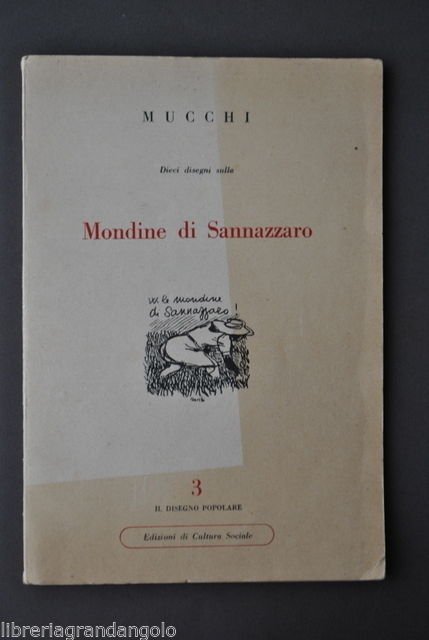 MUCCHI
Dieci disegni sulle
Mondine di Sannazzaro
W le mondine
di Sannazzaro!
3
IL DISEGNO POPOLARE
Edizioni di Cultura Sociale
libreriagrandangolo